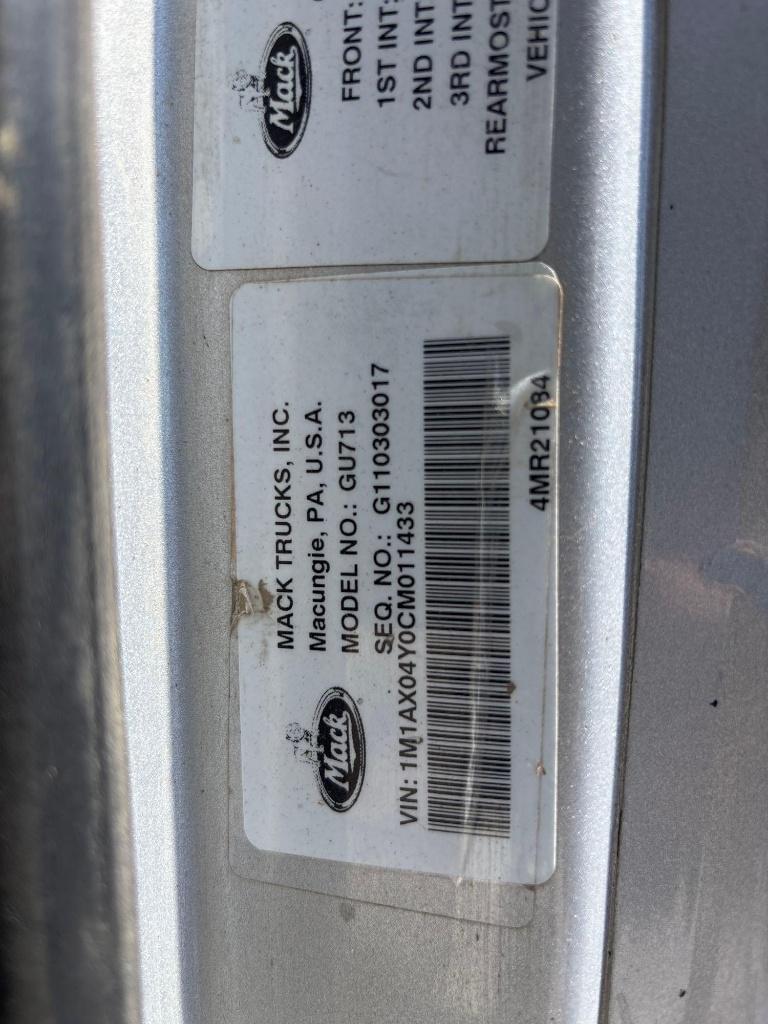 Mack
MACK TRUCKS, INC.
Macungie, PA, U.S.A.
MODEL NO.: GU713
SEQ. NO.: G110303017
VIN: 1M1AX04Y0CM011433
4MR21084
Mack
FRONT:
1ST INT:
2ND INT
3RD INT
REARMOST
VEHIC